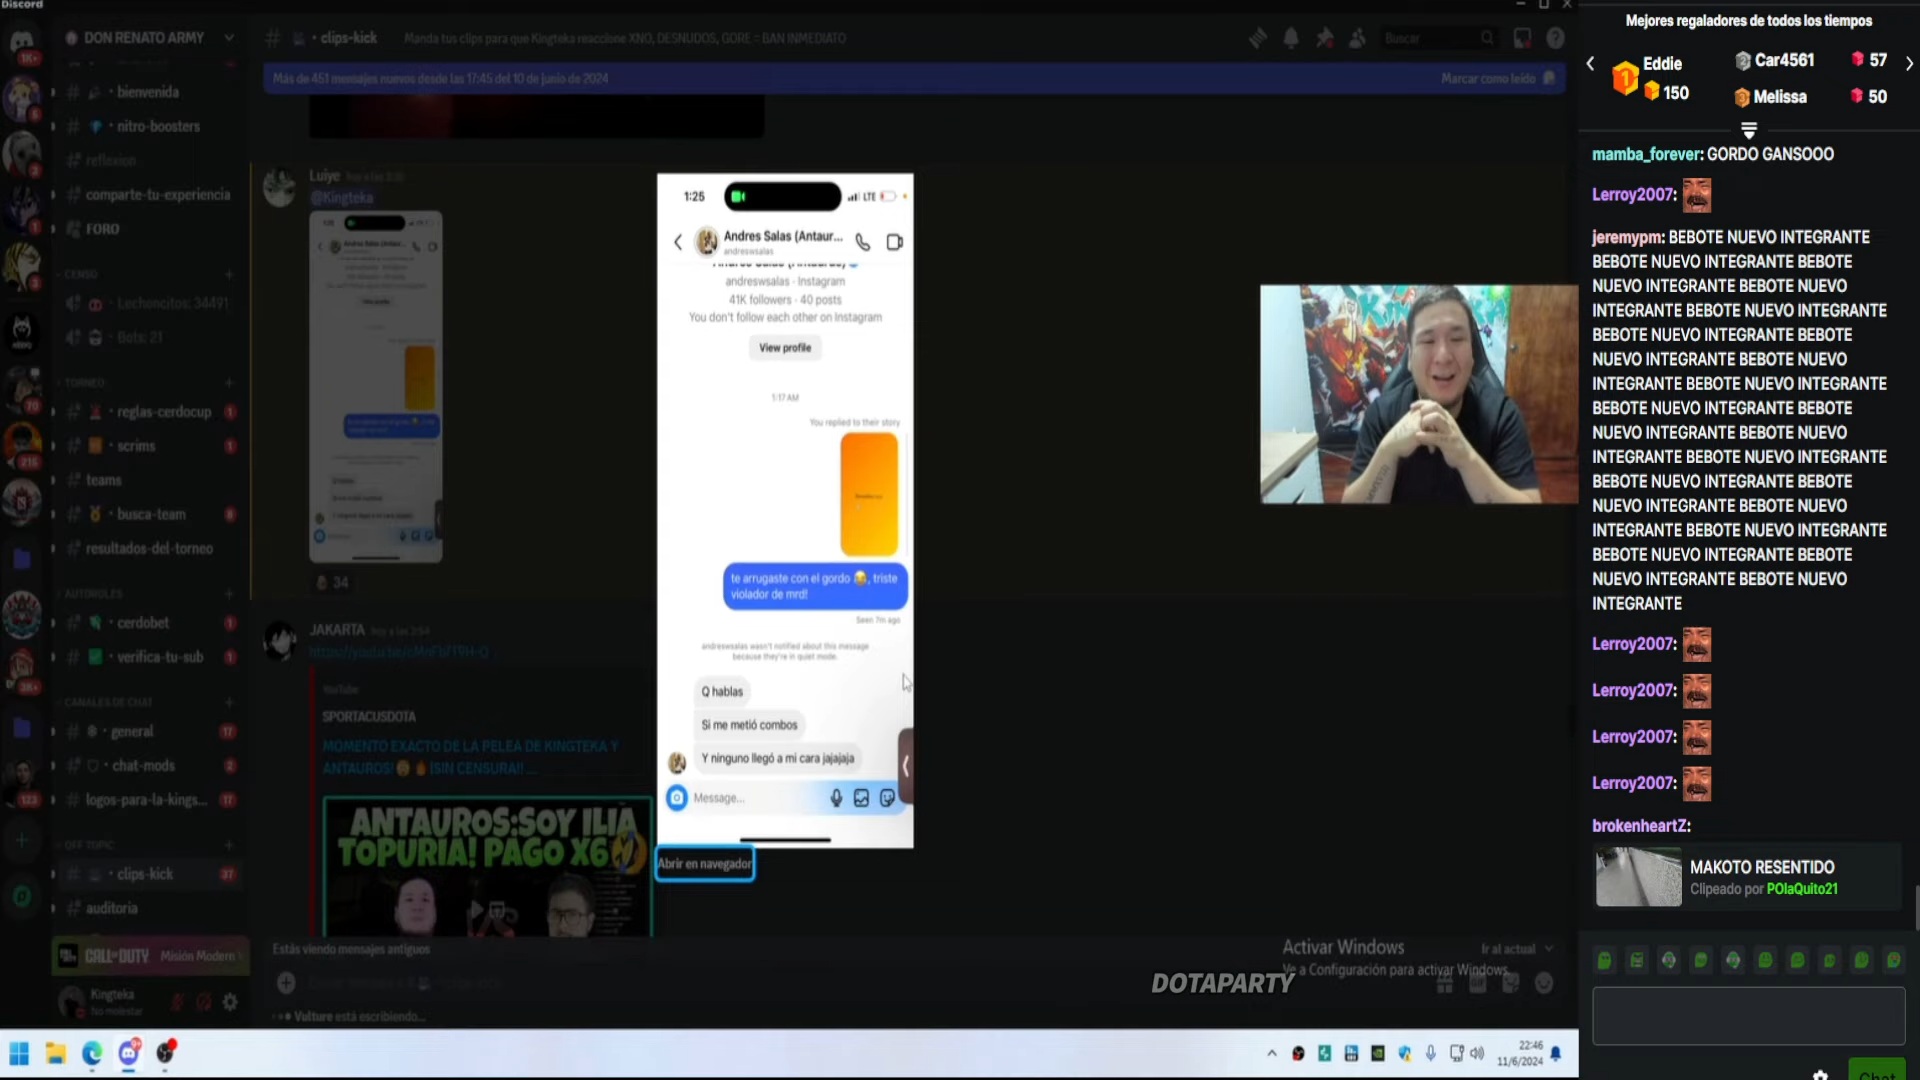 Discord
DON RENATO ARMY
bienvenida
nitro-boosters
reflexion
comparte-tu-experiencia
FORO
CENSO
Lechoncitos: 34491
Bots: 21
TORNEO
reglas-cerdocup
scrims
teams
busca-team
resultados-del-torneo
AUTOROLES
cerdobet
verifica-tu-sub
CANALES DE CHAT
general
chat-mods
logos-para-la-kings...
OFF TOPIC
clips-kick
auditoria
CALL OF DUTY Misión Modern
Kingteka
No molestar
clips-kick Manda tus clips para que Kingteka reaccione XNO, DESNUDOS, GORE = BAN INMEDIATO
Buscar
Más de 451 mensajes nuevos desde las 17:45 del 10 de junio de 2024
Marcar como leído
Luiye
@Kingteka
34
JAKARTA
YouTube
SPORTACUSDOTA
MOMENTO EXACTO DE LA PELEA DE KINGTEKA Y
ANTAUROS! ¡SIN CENSURA!! ...
ANTAUROS:SOY ILIA
TOPURIA! PAGO X6
Estás viendo mensajes antiguos
Ir al actual
Vulture está escribiendo...
1:25
LTE
Andres Salas (Antaur...
andreswsalas
andreswsalas · Instagram
41K followers · 40 posts
You don't follow each other on Instagram
View profile
1:17 AM
You replied to their story
te arrugaste con el gordo 😂, triste
violador de mrd!
Seen 7m ago
andreswsalas wasn't notified about this message
because they're in quiet mode.
Q hablas
Si me metió combos
Y ninguno llegó a mi cara jajajaja
Message...
Abrir en navegador
Activar Windows
Ve a Configuración para activar Windows.
DOTAPARTY
22:46
11/6/2024
Mejores regaladores de todos los tiempos
Eddie
150
Car4561 57
Melissa 50
mamba_forever: GORDO GANSOOO
Lerroy2007:
jeremypm: BEBOTE NUEVO INTEGRANTE
BEBOTE NUEVO INTEGRANTE BEBOTE
NUEVO INTEGRANTE BEBOTE NUEVO
INTEGRANTE BEBOTE NUEVO INTEGRANTE
BEBOTE NUEVO INTEGRANTE BEBOTE
NUEVO INTEGRANTE BEBOTE NUEVO
INTEGRANTE BEBOTE NUEVO INTEGRANTE
BEBOTE NUEVO INTEGRANTE BEBOTE
NUEVO INTEGRANTE BEBOTE NUEVO
INTEGRANTE BEBOTE NUEVO INTEGRANTE
BEBOTE NUEVO INTEGRANTE BEBOTE
NUEVO INTEGRANTE BEBOTE NUEVO
INTEGRANTE BEBOTE NUEVO INTEGRANTE
BEBOTE NUEVO INTEGRANTE BEBOTE
NUEVO INTEGRANTE BEBOTE NUEVO
INTEGRANTE
Lerroy2007:
Lerroy2007:
Lerroy2007:
Lerroy2007:
brokenheartZ:
MAKOTO RESENTIDO
Clipeado por POlaQuito21
Chat